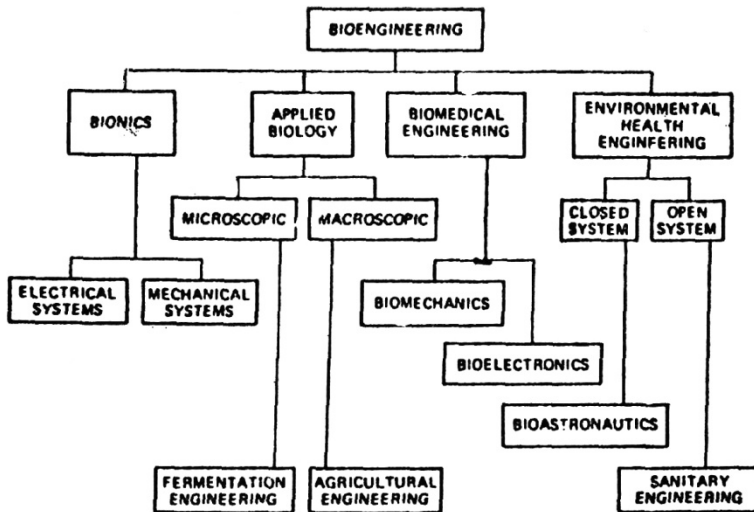 BIOENGINEERING
BIONICS
APPLIED
BIOLOGY
BIOMEDICAL
ENGINEERING
ENVIRONMENTAL
HEALTH
ENGINFERING
MICROSCOPIC
MACROSCOPIC
CLOSED
SYSTEM
OPEN
SYSTEM
ELECTRICAL
SYSTEMS
MECHANICAL
SYSTEMS
BIOMECHANICS
BIOELECTRONICS
BIOASTRONAUTICS
FERMENTATION
ENGINEERING
AGRICULTURAL
ENGINEERING
SANITARY
ENGINEERING